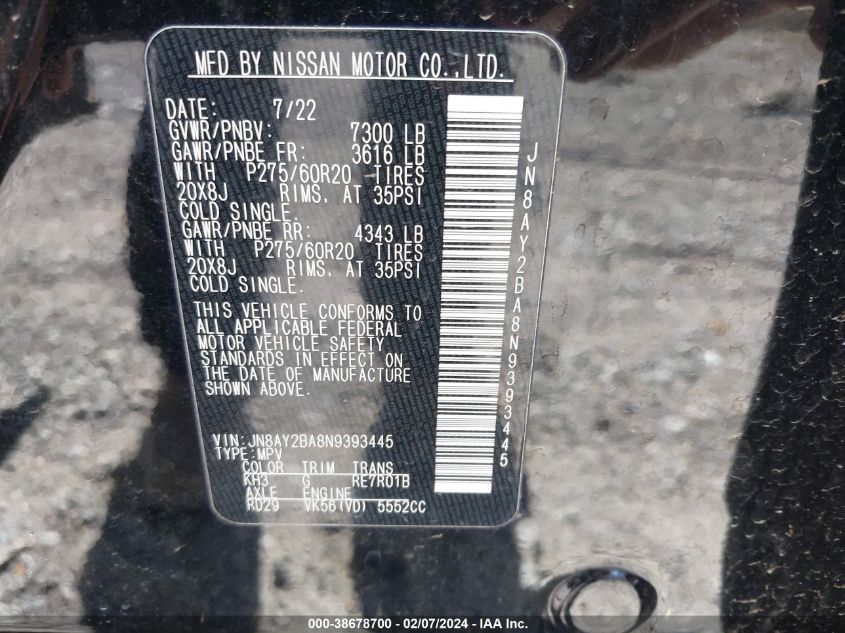 MFD BY NISSAN MOTOR CO.,LTD.
DATE: 7/22
GVWR/PNBV: 7300 LB
GAWR/PNBE FR: 3616 LB
WITH P275/60R20 TIRES
20X8J RIMS, AT 35PSI
COLD SINGLE.
GAWR/PNBE RR: 4343 LB
WITH P275/60R20 TIRES
20X8J RIMS, AT 35PSI
COLD SINGLE.
THIS VEHICLE CONFORMS TO
ALL APPLICABLE FEDERAL
MOTOR VEHICLE SAFETY
STANDARDS IN EFFECT ON
THE DATE OF MANUFACTURE
SHOWN ABOVE.
VIN:JN8AY2BA8N9393445
TYPE:MPV
COLOR TRIM TRANS
KH3 G RE7R01B
AXLE ENGINE
RD29 VK56(VD) 5552CC
JN8AY2BA8N9393445
000-38678700 - 02/07/2024 - IAA Inc.